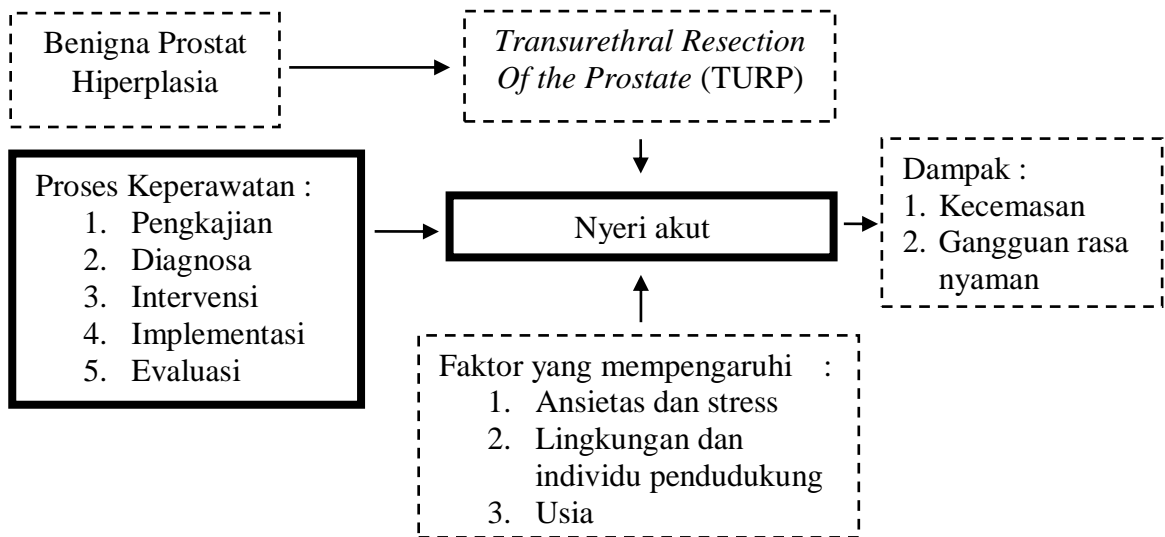 Benigna Prostat
Hiperplasia
Transurethral Resection
Of the Prostate (TURP)
Proses Keperawatan :
1. Pengkajian
2. Diagnosa
3. Intervensi
4. Implementasi
5. Evaluasi
Nyeri akut
Dampak :
1. Kecemasan
2. Gangguan rasa
nyaman
Faktor yang mempengaruhi :
1. Ansietas dan stress
2. Lingkungan dan
individu pendudukung
3. Usia